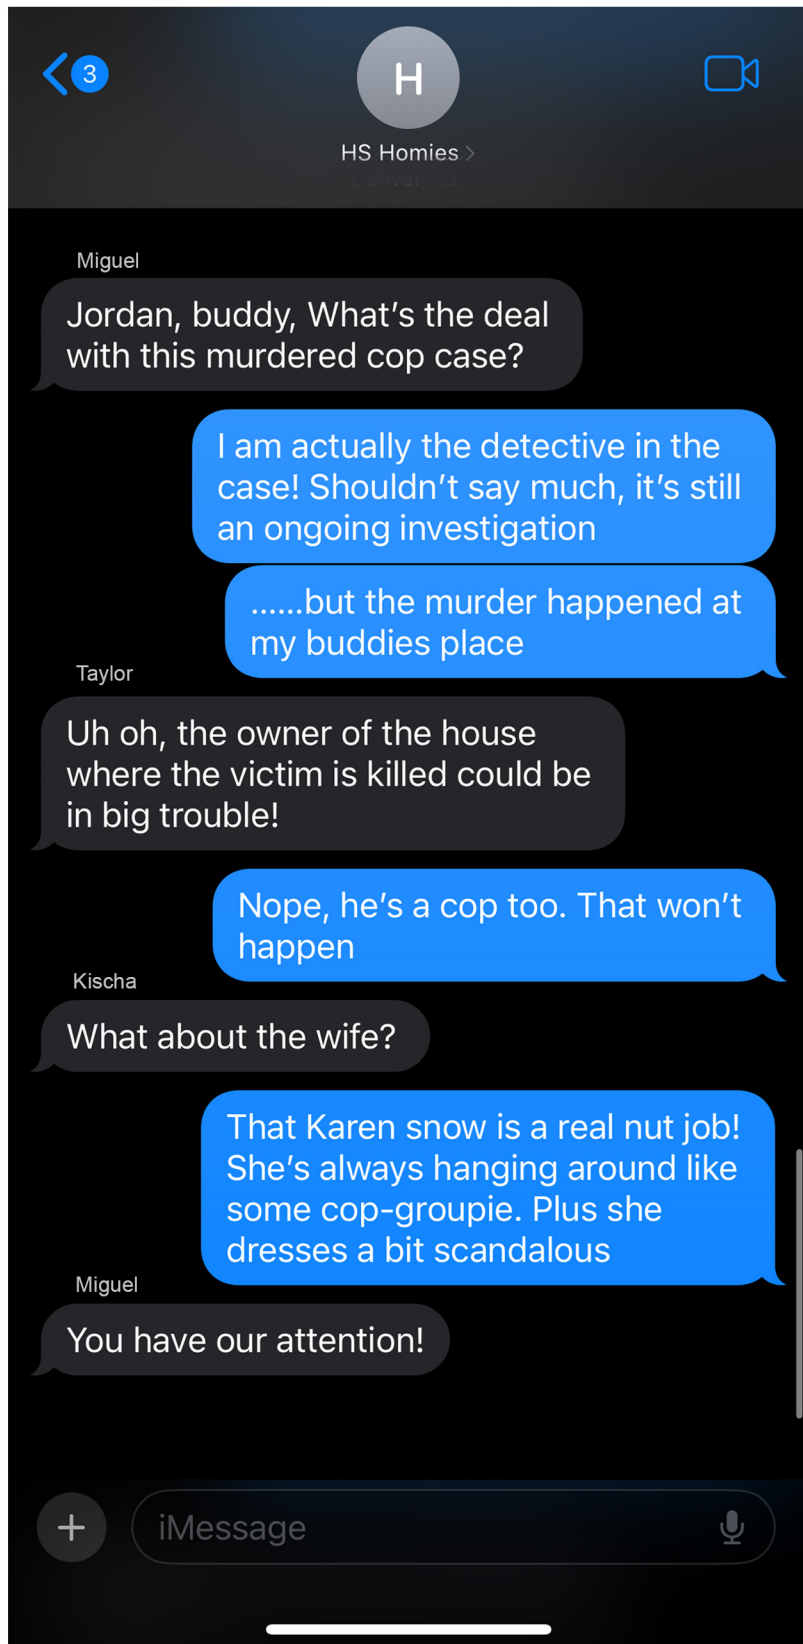 3
H
HS Homies
Miguel
Jordan, buddy, What's the deal
with this murdered cop case?
I am actually the detective in the
case! Shouldn't say much, it's still
an ongoing investigation
......but the murder happened at
my buddies place
Taylor
Uh oh, the owner of the house
where the victim is killed could be
in big trouble!
Nope, he's a cop too. That won't
happen
Kischa
What about the wife?
That Karen snow is a real nut job!
She's always hanging around like
some cop-groupie. Plus she
dresses a bit scandalous
Miguel
You have our attention!
iMessage